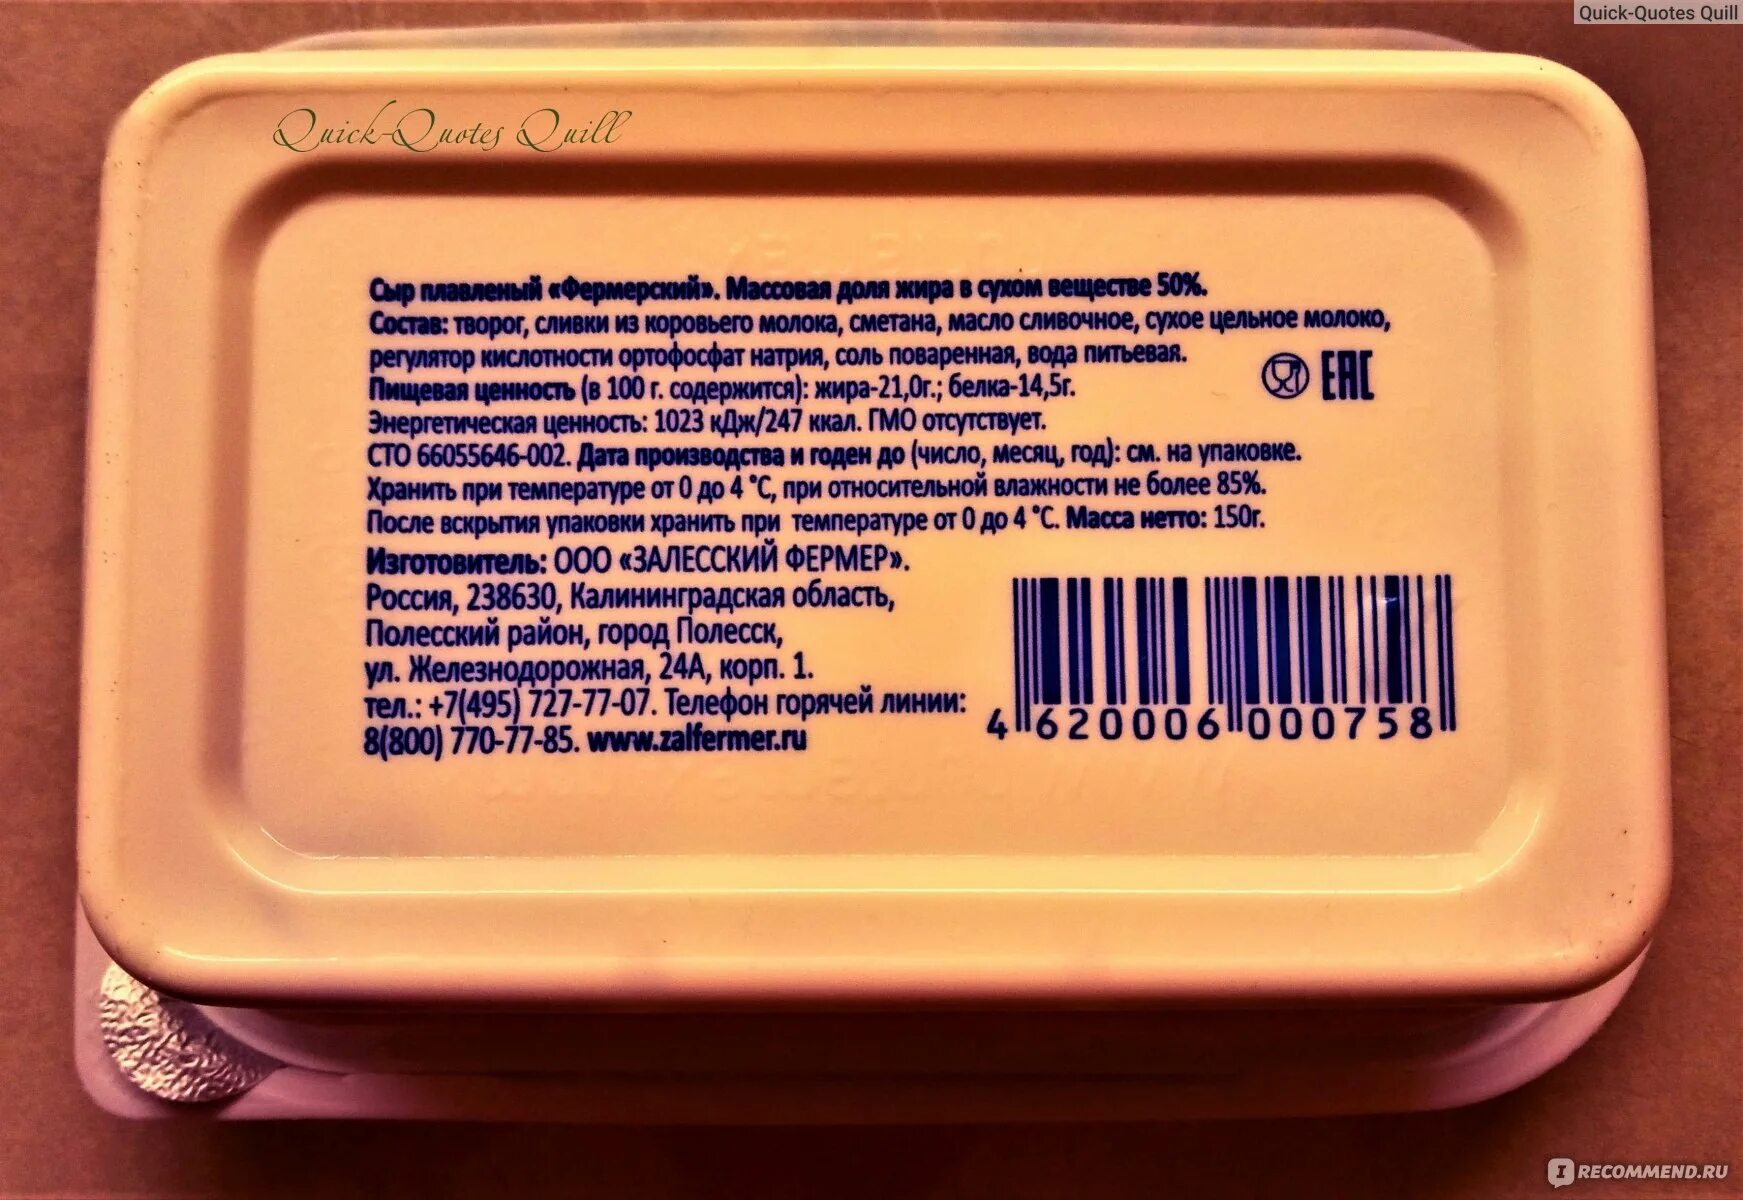 Quick-Quotes Quill
Quick-Quotes Quill
Сыр плавленый «Фермерский». Массовая доля жира в сухом веществе 50%.
Состав: творог, сливки из коровьего молока, сметана, масло сливочное, сухое цельное молоко,
регулятор кислотности ортофосфат натрия, соль поваренная, вода питьевая.
Пищевая ценность (в 100 г. содержится): жира-21,0г.; белка-14,5г.
EAC
Энергетическая ценность: 1023 кДж/247 ккал. ГМО отсутствует.
СТО 66055646-002. Дата производства и годен до (число, месяц, год): см. на упаковке.
Хранить при температуре от 0 до 4 °С, при относительной влажности не более 85%.
После вскрытия упаковки хранить при температуре от 0 до 4 °С. Масса нетто: 150г.
Изготовитель: ООО «ЗАЛЕССКИЙ ФЕРМЕР».
Россия, 238630, Калининградская область,
Полесский район, город Полесск,
ул. Железнодорожная, 24А, корп. 1.
тел.: +7(495) 727-77-07. Телефон горячей линии:
8(800) 770-77-85. www.zalfermer.ru
4 620006 000758
IRECOMMEND.RU